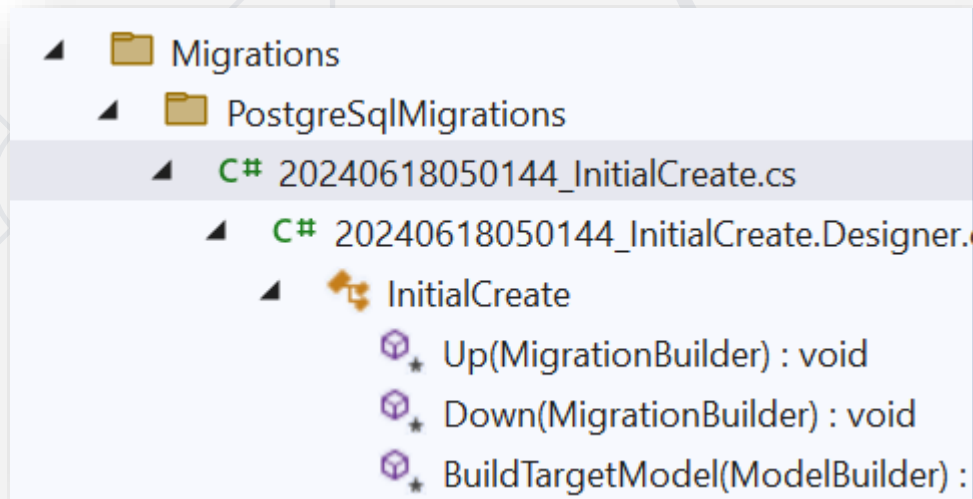 Migrations
PostgreSqlMigrations
C# 20240618050144_InitialCreate.cs
C# 20240618050144_InitialCreate.Designer.
InitialCreate
Up(MigrationBuilder) : void
Down(MigrationBuilder) : void
BuildTargetModel(ModelBuilder) :